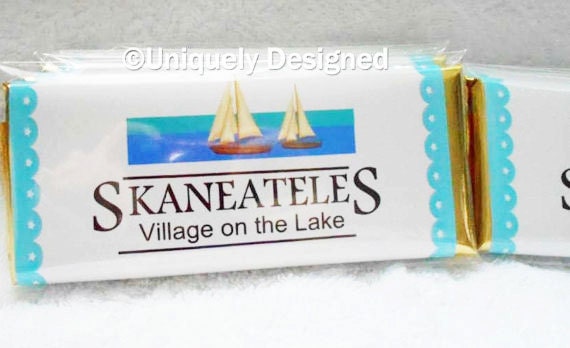 ©Uniquely Designed
SKANEATELES
Village on the Lake
S